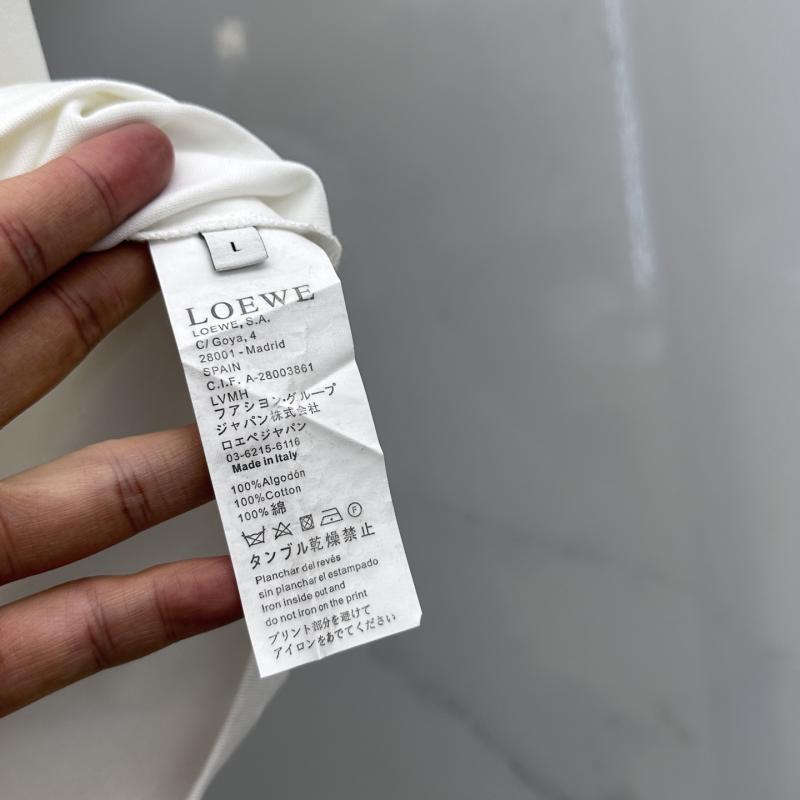 L
LOEWE
LOEWE, S.A.
C/ Goya, 4
28001 - Madrid
SPAIN
C.I.F. A-28003861
LVMH
ファション・グループ
ジャパン株式会社
ロエベジャパン
03-6215-6116
Made in Italy
100%Algodón
100%Cotton
100%綿
F
タンブル乾燥禁止
Planchar del revés
sin planchar el estampado
Iron inside out and
do not iron on the print
プリント部分を避けて
アイロンをあでてください